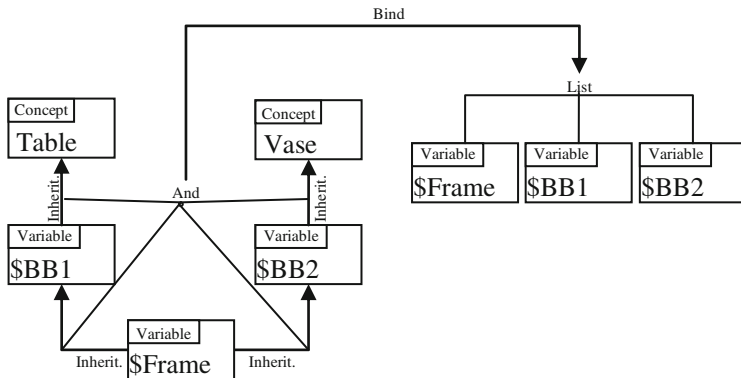 Bind
List
Concept
Table
Concept
Vase
Variable
$Frame
Variable
$BB1
Variable
$BB2
Inherit.
And
Inherit.
Variable
$BB1
Variable
$BB2
Variable
$Frame
Inherit.
Inherit.